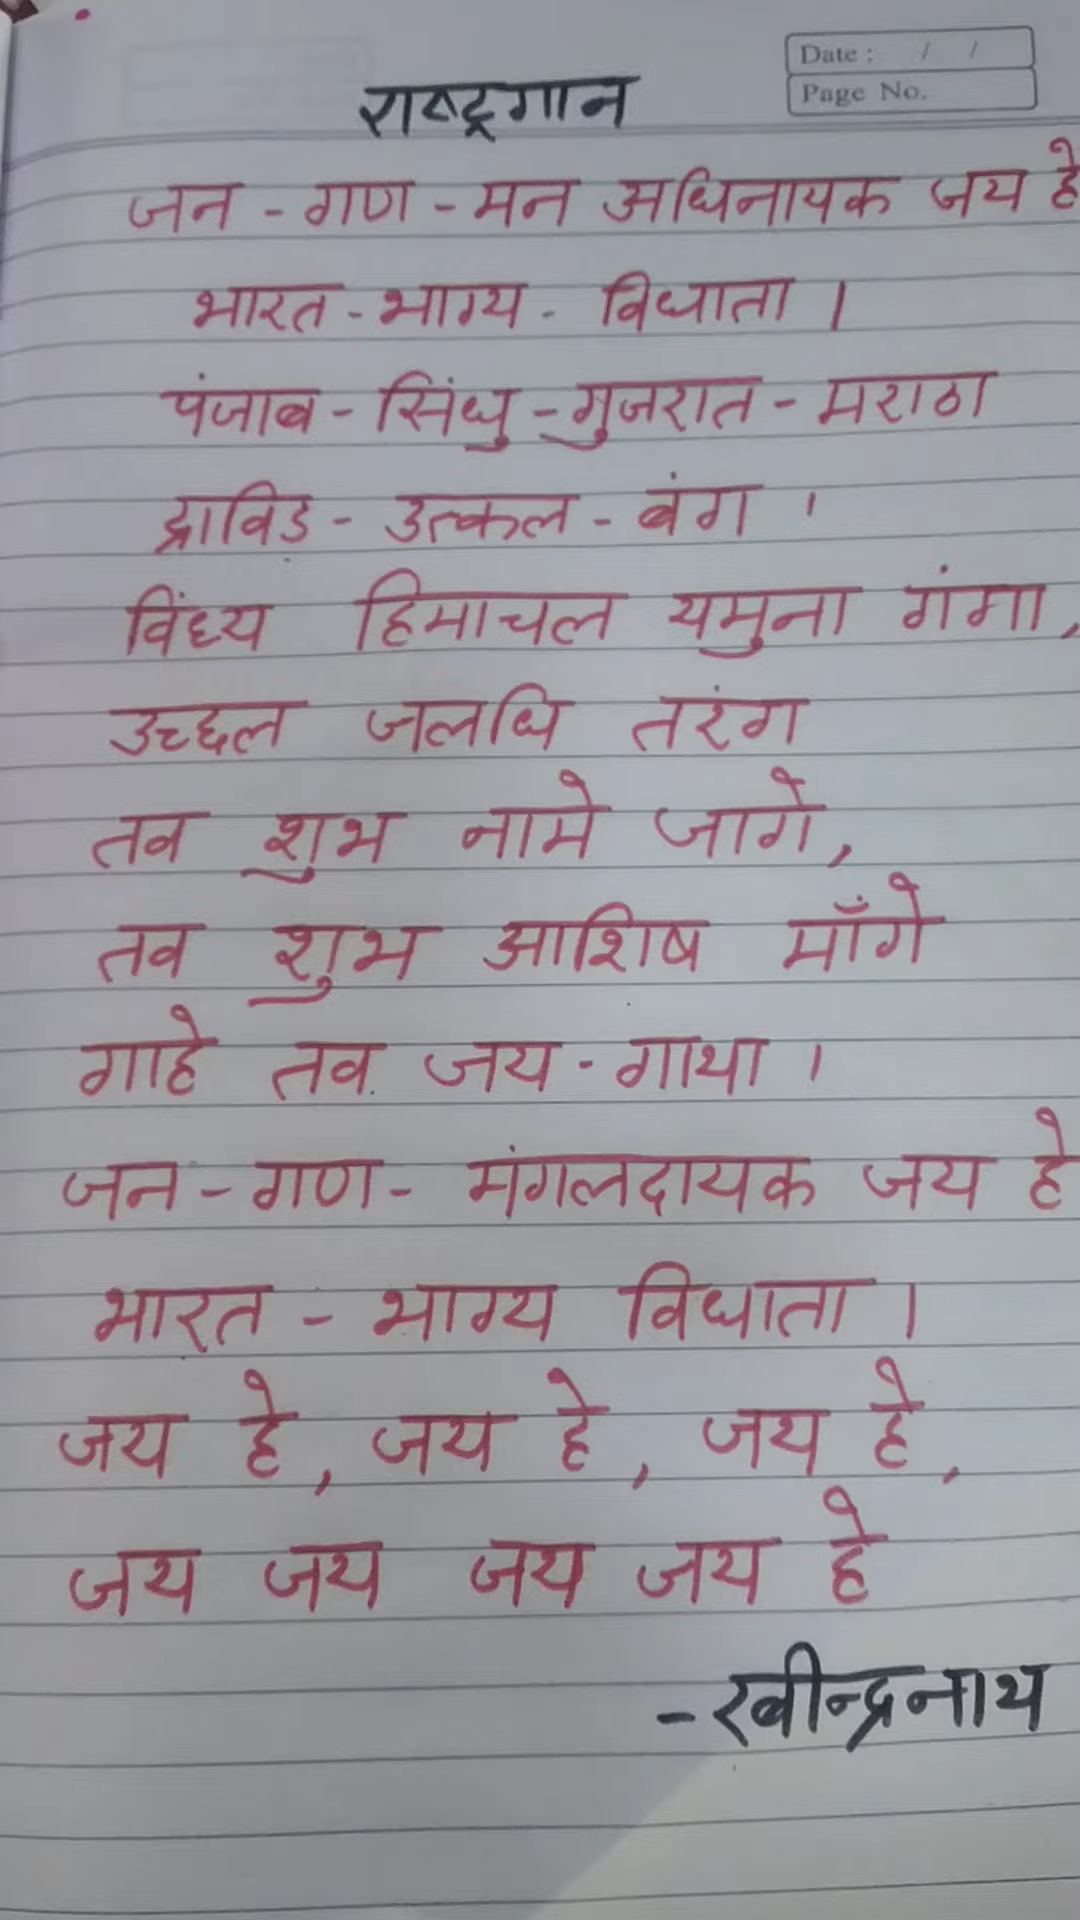 Date : / /
Page No.
राष्ट्रगान
जन - गण - मन अधिनायक जय हे
भारत - भाग्य - विधाता ।
पंजाब - सिंधु - गुजरात - मराठा
द्राविड - उत्कल - बंग ।
विंध्य हिमाचल यमुना गंगा,
उच्छल जलधि तरंग
तव शुभ नामे जागे,
तव शुभ आशिष माँगे
गाहे तव जय - गाथा ।
जन - गण - मंगलदायक जय हे
भारत - भाग्य विधाता ।
जय हे, जय हे, जय हे,
जय जय जय जय हे
- रबीन्द्रनाथ